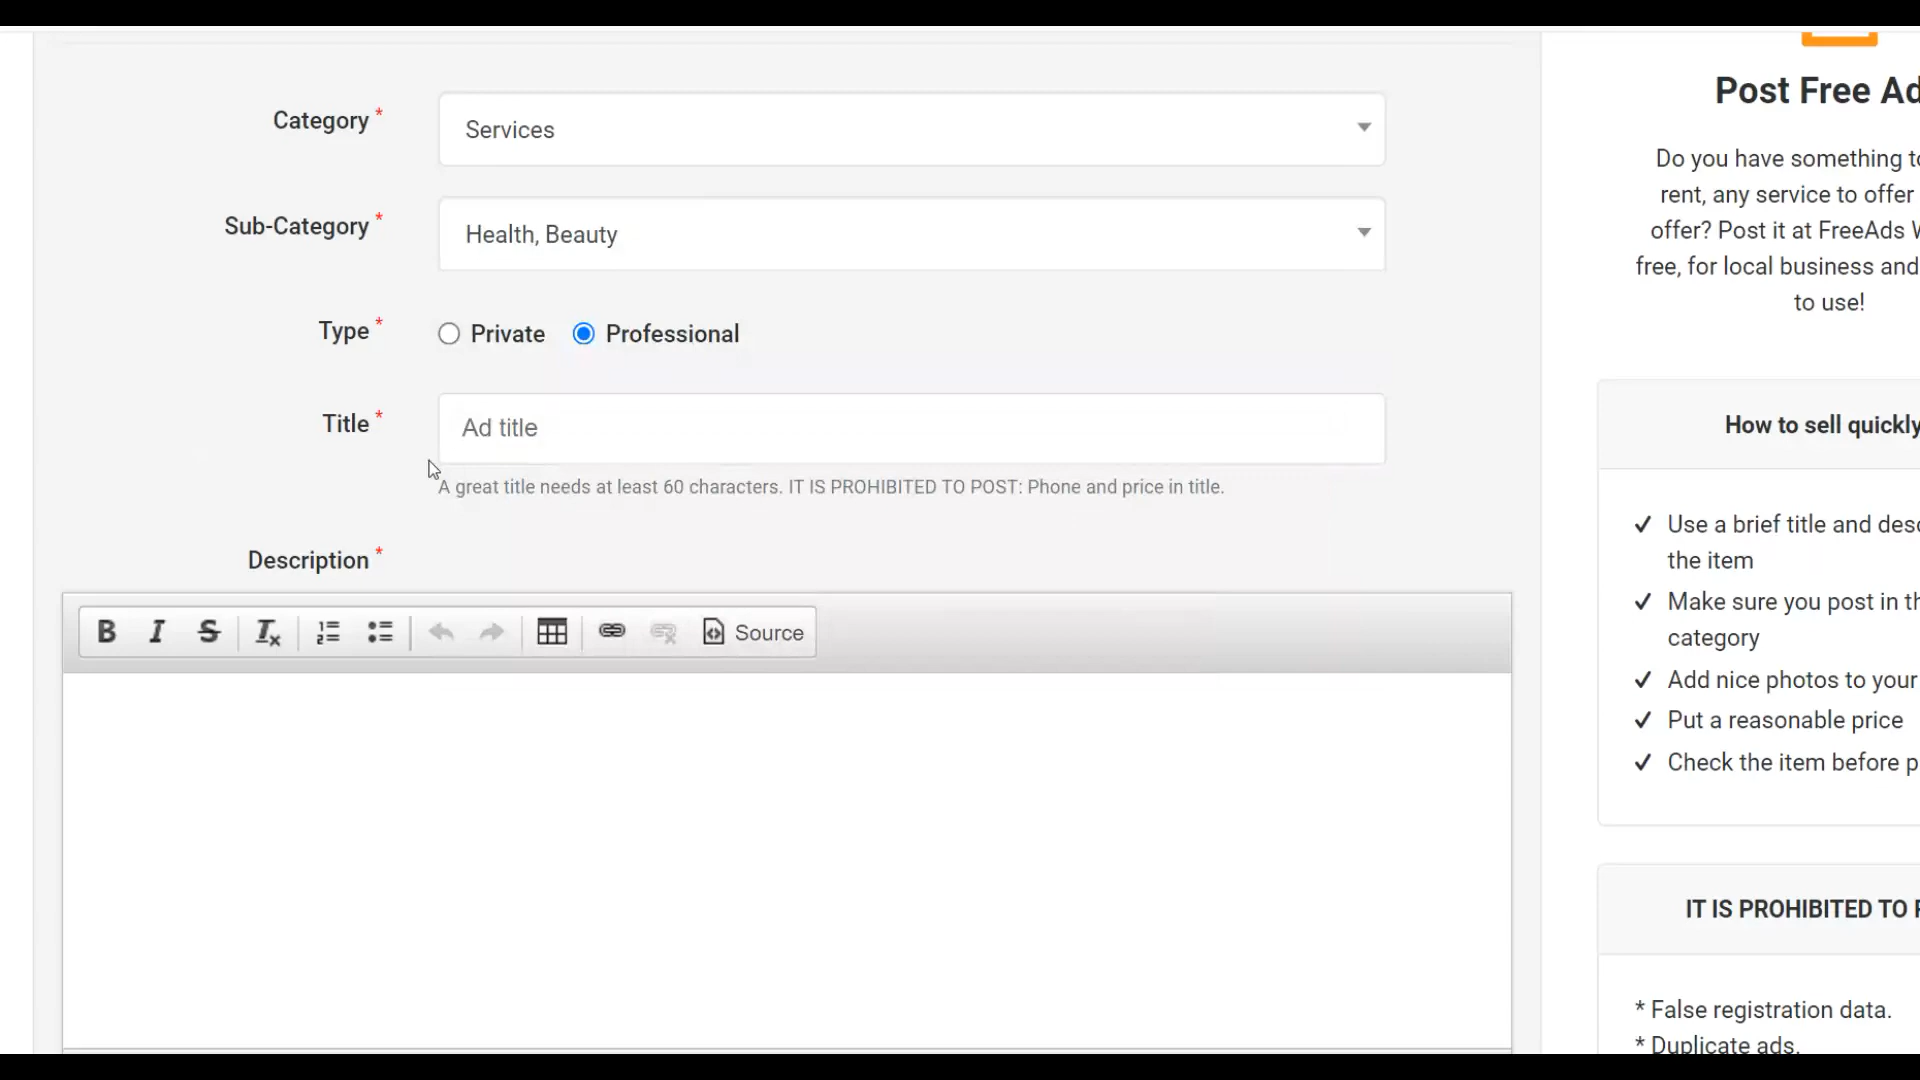 Category *
Services
Sub-Category *
Health, Beauty
Type *
Private Professional
Title *
Ad title
A great title needs at least 60 characters. IT IS PROHIBITED TO POST: Phone and price in title.
Description *
B I S Tx Source
Post Free
Do you have something
rent, any service to offer
offer? Post it at FreeAds
free, for local business and
to use!
How to sell quickly
Use a brief title and
the item
Make sure you post in
category
Add nice photos to your
Put a reasonable price
Check the item before
IT IS PROHIBITED TO
* False registration data.
* Duplicate ads.